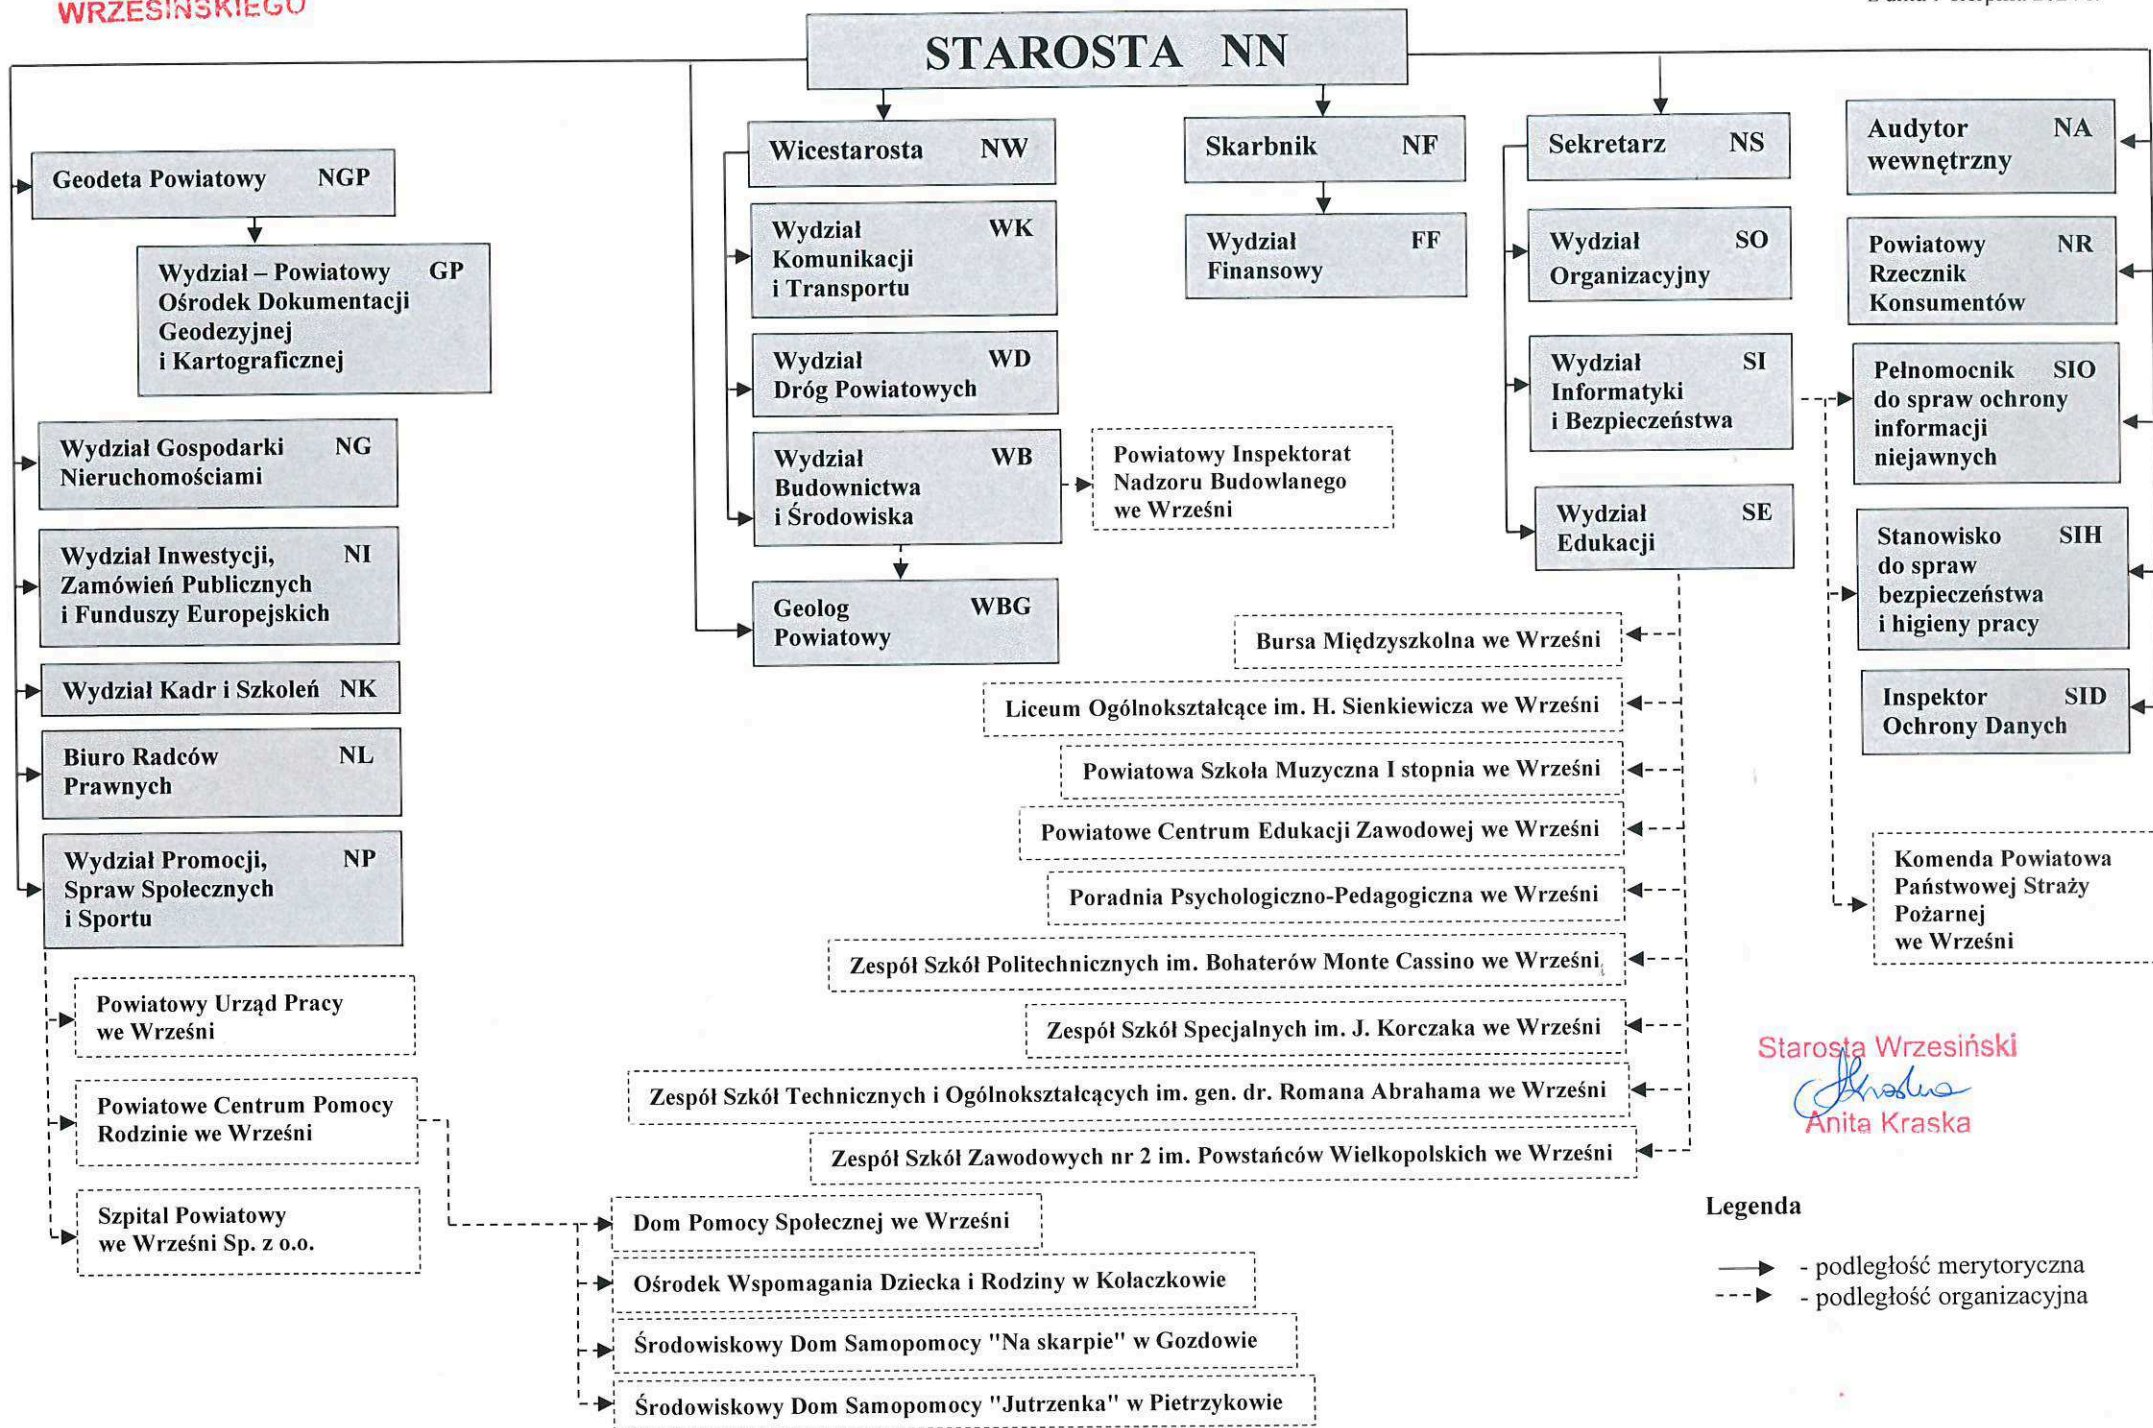 WRZESIŃSKIEGO
STAROSTA NN
Geodeta Powiatowy NGP
Wydział – Powiatowy GP
Ośrodek Dokumentacji
Geodezyjnej
i Kartograficznej
Wydział Gospodarki NG
Nieruchomościami
Wydział Inwestycji, NI
Zamówień Publicznych
i Funduszy Europejskich
Wydział Kadr i Szkoleń NK
Biuro Radców NL
Prawnych
Wydział Promocji, NP
Spraw Społecznych
i Sportu
Powiatowy Urząd Pracy
we Wrześni
Powiatowe Centrum Pomocy
Rodzinie we Wrześni
Szpital Powiatowy
we Wrześni Sp. z o.o.
Wicestarosta NW
Wydział WK
Komunikacji
i Transportu
Wydział WD
Dróg Powiatowych
Wydział WB
Budownictwa
i Środowiska
Powiatowy Inspektorat
Nadzoru Budowlanego
we Wrześni
Geolog WBG
Powiatowy
Skarbnik NF
Wydział FF
Finansowy
Sekretarz NS
Wydział SO
Organizacyjny
Wydział SI
Informatyki
i Bezpieczeństwa
Wydział SE
Edukacji
Audytor NA
wewnętrzny
Powiatowy NR
Rzecznik
Konsumentów
Pełnomocnik SIO
do spraw ochrony
informacji
niejawnych
Stanowisko SIH
do spraw
bezpieczeństwa
i higieny pracy
Inspektor SID
Ochrony Danych
Komenda Powiatowa
Państwowej Straży
Pożarnej
we Wrześni
Bursa Międzyszkolna we Wrześni
Liceum Ogólnokształcące im. H. Sienkiewicza we Wrześni
Powiatowa Szkoła Muzyczna I stopnia we Wrześni
Powiatowe Centrum Edukacji Zawodowej we Wrześni
Poradnia Psychologiczno-Pedagogiczna we Wrześni
Zespół Szkół Politechnicznych im. Bohaterów Monte Cassino we Wrześni
Zespół Szkół Specjalnych im. J. Korczaka we Wrześni
Zespół Szkół Technicznych i Ogólnokształcących im. gen. dr. Romana Abrahama we Wrześni
Zespół Szkół Zawodowych nr 2 im. Powstańców Wielkopolskich we Wrześni
Dom Pomocy Społecznej we Wrześni
Ośrodek Wspomagania Dziecka i Rodziny w Kołaczkowie
Środowiskowy Dom Samopomocy "Na skarpie" w Gozdowie
Środowiskowy Dom Samopomocy "Jutrzenka" w Pietrzykowie
Starosta Wrzesiński
Anita Kraska
Legenda
- podległość merytoryczna
- podległość organizacyjna